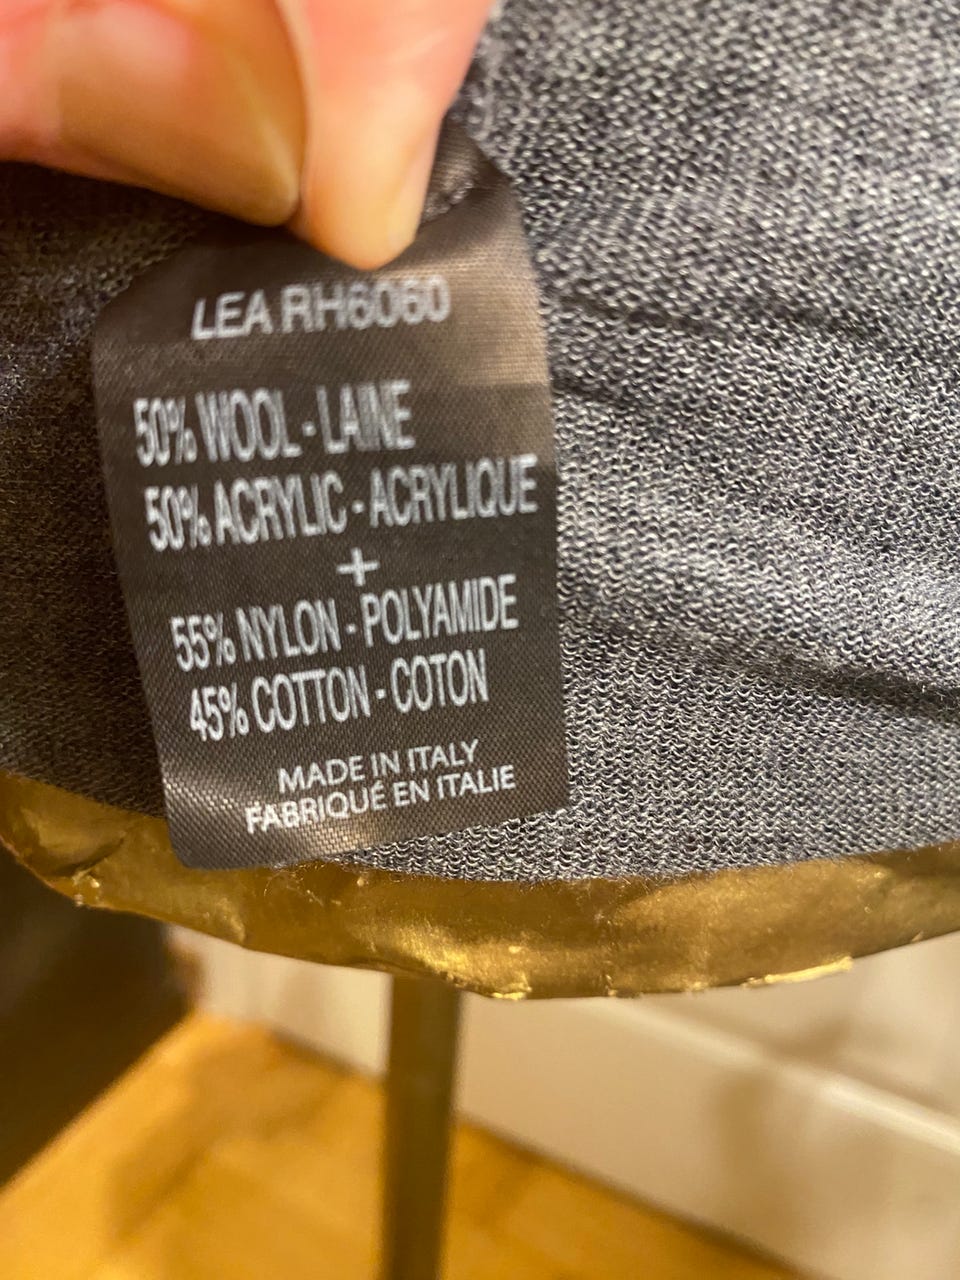 LEA RH6060
50% WOOL - LAINE
50% ACRYLIC - ACRYLIQUE
+
55% NYLON - POLYAMIDE
45% COTTON - COTON
MADE IN ITALY
FABRIQUÉ EN ITALIE